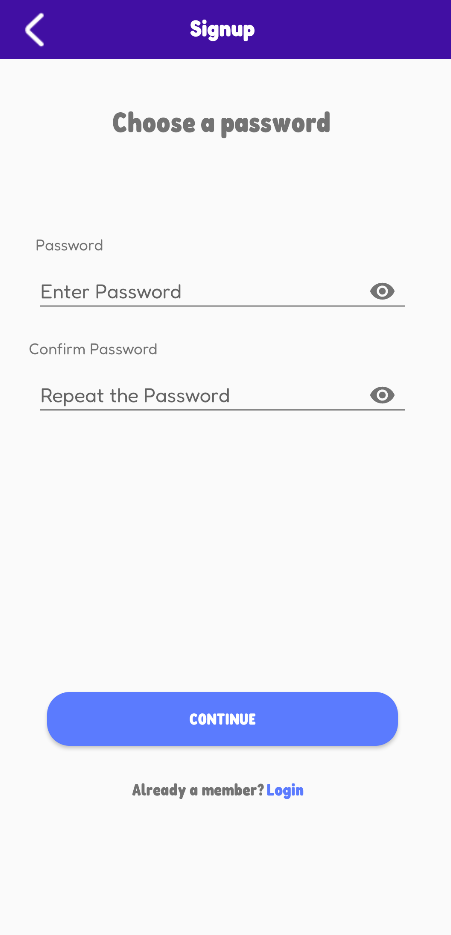 Signup
Choose a password
Password
Enter Password
Confirm Password
Repeat the Password
CONTINUE
Already a member? Login